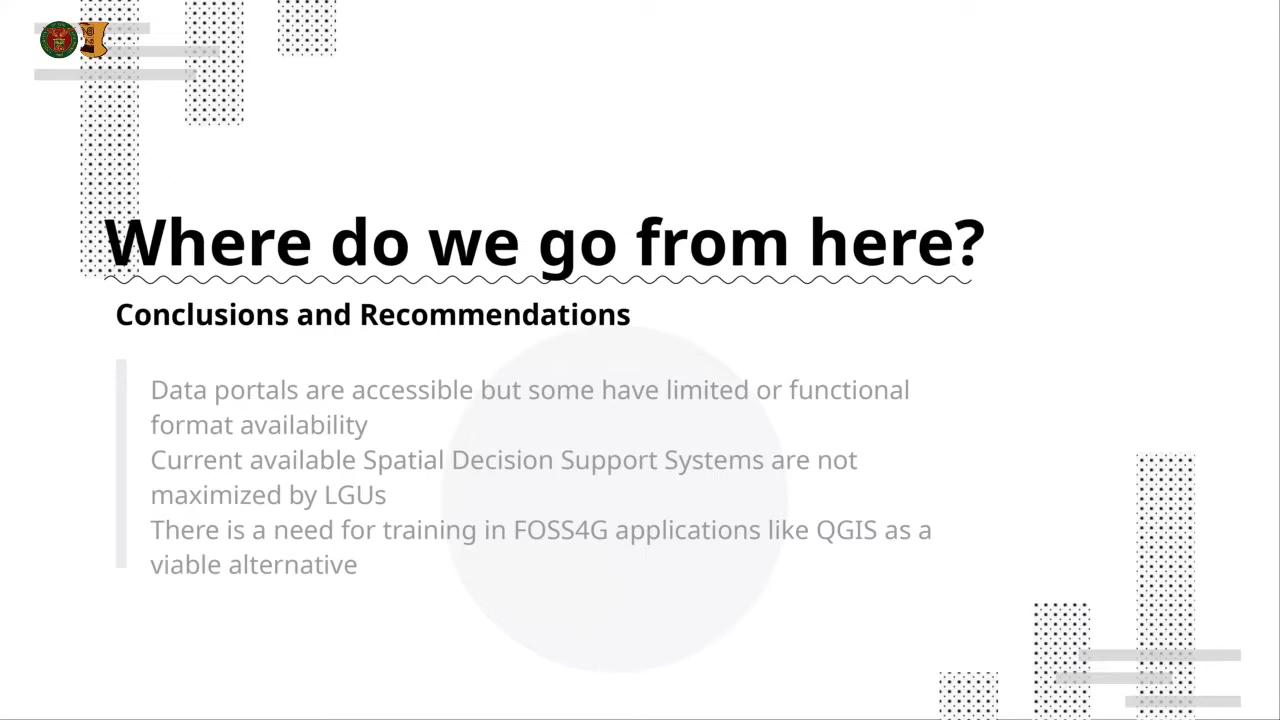 Where do we go from here?
Conclusions and Recommendations
Data portals are accessible but some have limited or functional
format availability
Current available Spatial Decision Support Systems are not
maximized by LGUs
There is a need for training in FOSS4G applications like QGIS as a
viable alternative